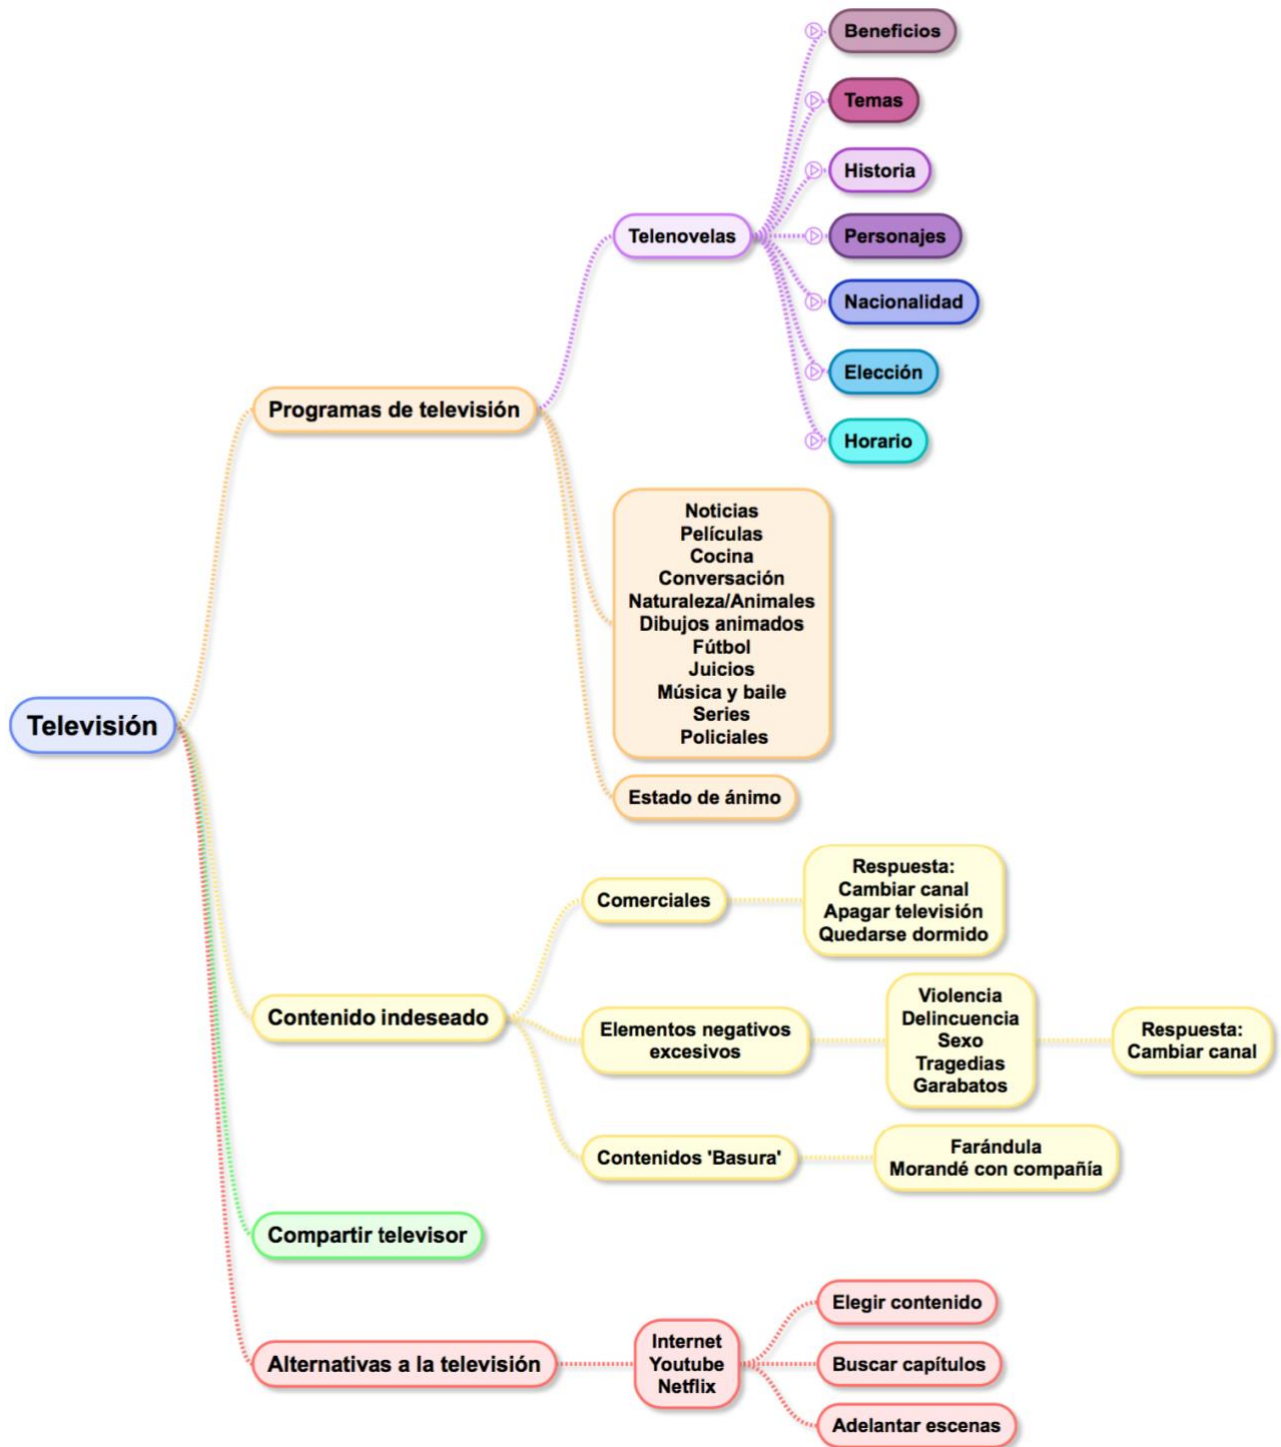 Televisión
Programas de televisión
Telenovelas
Beneficios
Temas
Historia
Personajes
Nacionalidad
Elección
Horario
Noticias
Películas
Cocina
Conversación
Naturaleza/Animales
Dibujos animados
Fútbol
Juicios
Música y baile
Series
Policiales
Estado de ánimo
Contenido indeseado
Comerciales
Respuesta:
Cambiar canal
Apagar televisión
Quedarse dormido
Elementos negativos
excesivos
Violencia
Delincuencia
Sexo
Tragedias
Garabatos
Respuesta:
Cambiar canal
Contenidos 'Basura'
Farándula
Morandé con compañía
Compartir televisor
Alternativas a la televisión
Internet
Youtube
Netflix
Elegir contenido
Buscar capítulos
Adelantar escenas